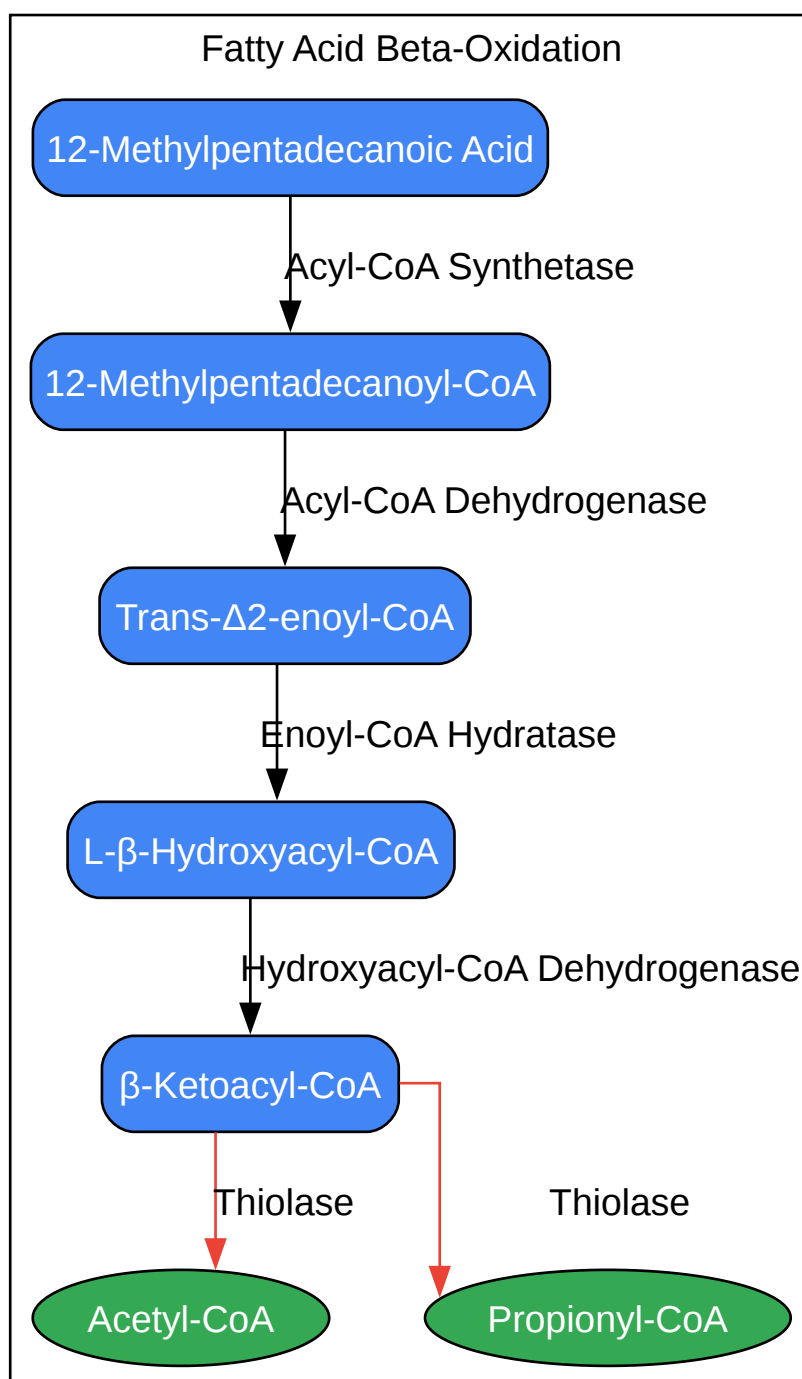 Fatty Acid Beta-Oxidation
12-Methylpentadecanoic Acid
Acyl-CoA Synthetase
12-Methylpentadecanoyl-CoA
Acyl-CoA Dehydrogenase
Trans-Δ2-enoyl-CoA
Enoyl-CoA Hydratase
L-β-Hydroxyacyl-CoA
Hydroxyacyl-CoA Dehydrogenase
β-Ketoacyl-CoA
Thiolase
Thiolase
Acetyl-CoA
Propionyl-CoA